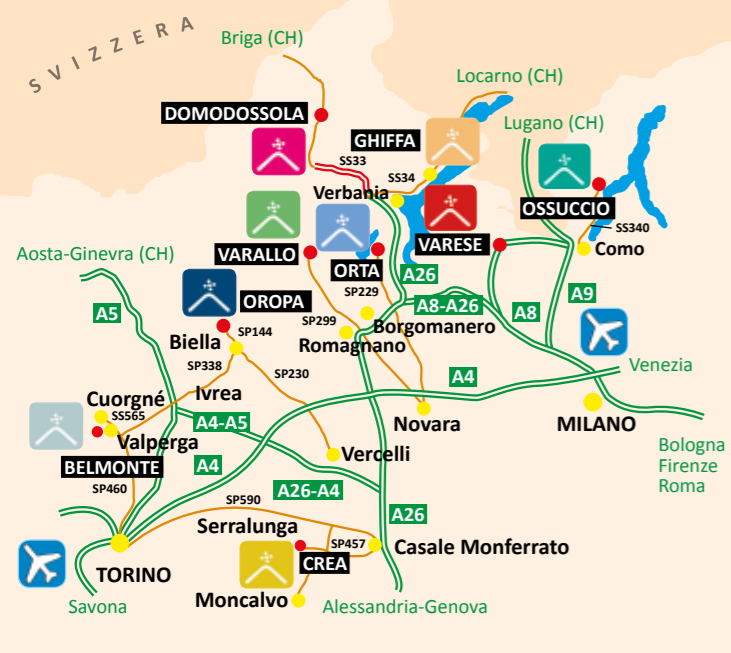 SVIZZERA
Briga (CH)
Locarno (CH)
DOMODOSSOLA
Lugano (CH)
GHIFFA
SS33
SS34
Verbania
OSSUCCIO
SS340
VARALLO
VARESE
Como
Aosta-Ginevra (CH)
ORTA
A26
SP229
A9
OROPA
A8-A26
A8
A5
SP299
Borgomanero
SP144
Biella
Romagnano
SP338
SP230
Venezia
A4
Ivrea
Cuorgné
SS565
A4-A5
Novara
MILANO
Valperga
Vercelli
Bologna
Firenze
Roma
BELMONTE
A4
SP460
A26-A4
SP590
A26
Serralunga
SP457
Casale Monferrato
CREA
TORINO
Moncalvo
Savona
Alessandria-Genova